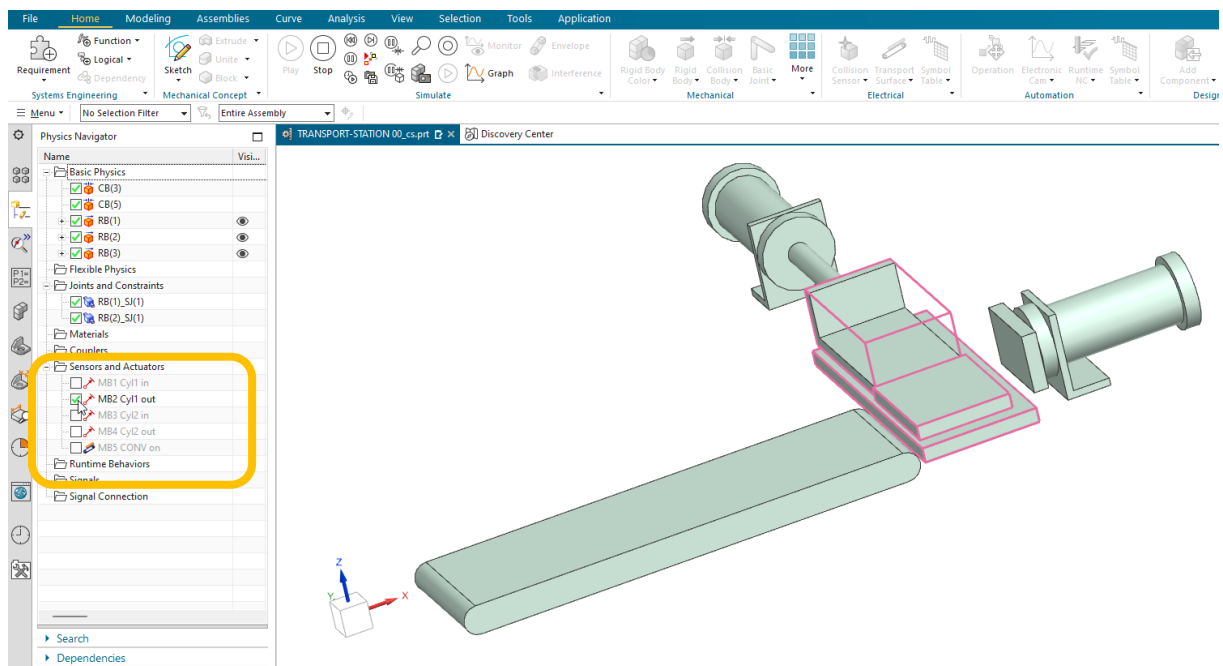 File Home Modeling Assemblies Curve Analysis View Selection Tools Application
Requirement
Function
Logical
Dependency
Systems Engineering
Sketch
Extrude
Unite
Block
Mechanical Concept
Play
Stop
Monitor
Envelope
Graph
Interference
Simulate
Rigid Body Color
Rigid Body
Collision Body
Basic Joint
More
Mechanical
Collision Sensor
Transport Surface
Symbol Table
Electrical
Operation
Electronic Cam
Runtime NC
Symbol Table
Automation
Add Component
Design
Menu No Selection Filter Entire Assembly
Physics Navigator
TRANSPORT-STATION 00_cs.prt Discovery Center
Name Visi...
Basic Physics
CB(3)
CB(5)
RB(1)
RB(2)
RB(3)
Flexible Physics
Joints and Constraints
RB(1)_SJ(1)
RB(2)_SJ(1)
Materials
Couplers
Sensors and Actuators
MB1 Cyl1 in
MB2 Cyl1 out
MB3 Cyl2 in
MB4 Cyl2 out
MB5 CONV on
Runtime Behaviors
Signals
Signal Connection
P1=
P2=
Search
Dependencies
Z
Y
X